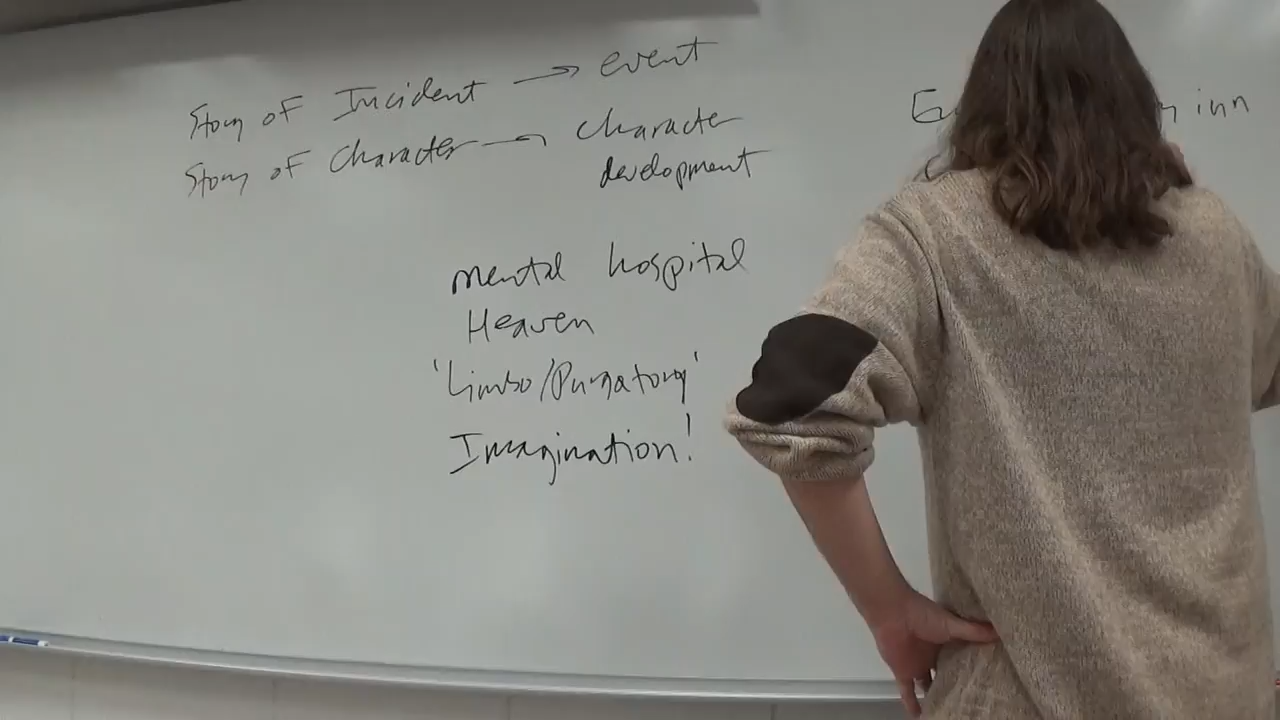 Story of Incident → event
Story of Character → character
development
mental hospital
Heaven
'Limbo/Purgatory'
Imagination!
inn